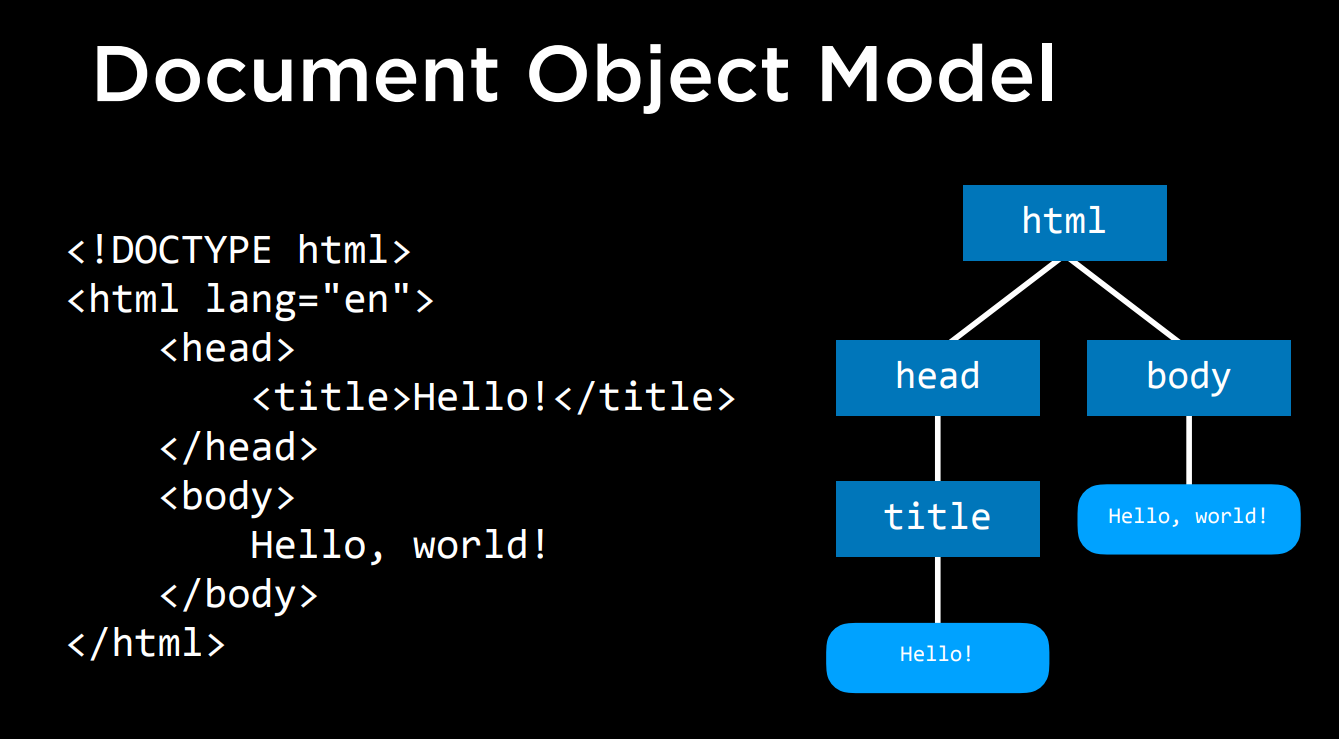 Document Object Model
<!DOCTYPE html>
<html lang="en">
    <head>
        <title>Hello!</title>
    </head>
    <body>
        Hello, world!
    </body>
</html>
html
head
body
title
Hello, world!
Hello!